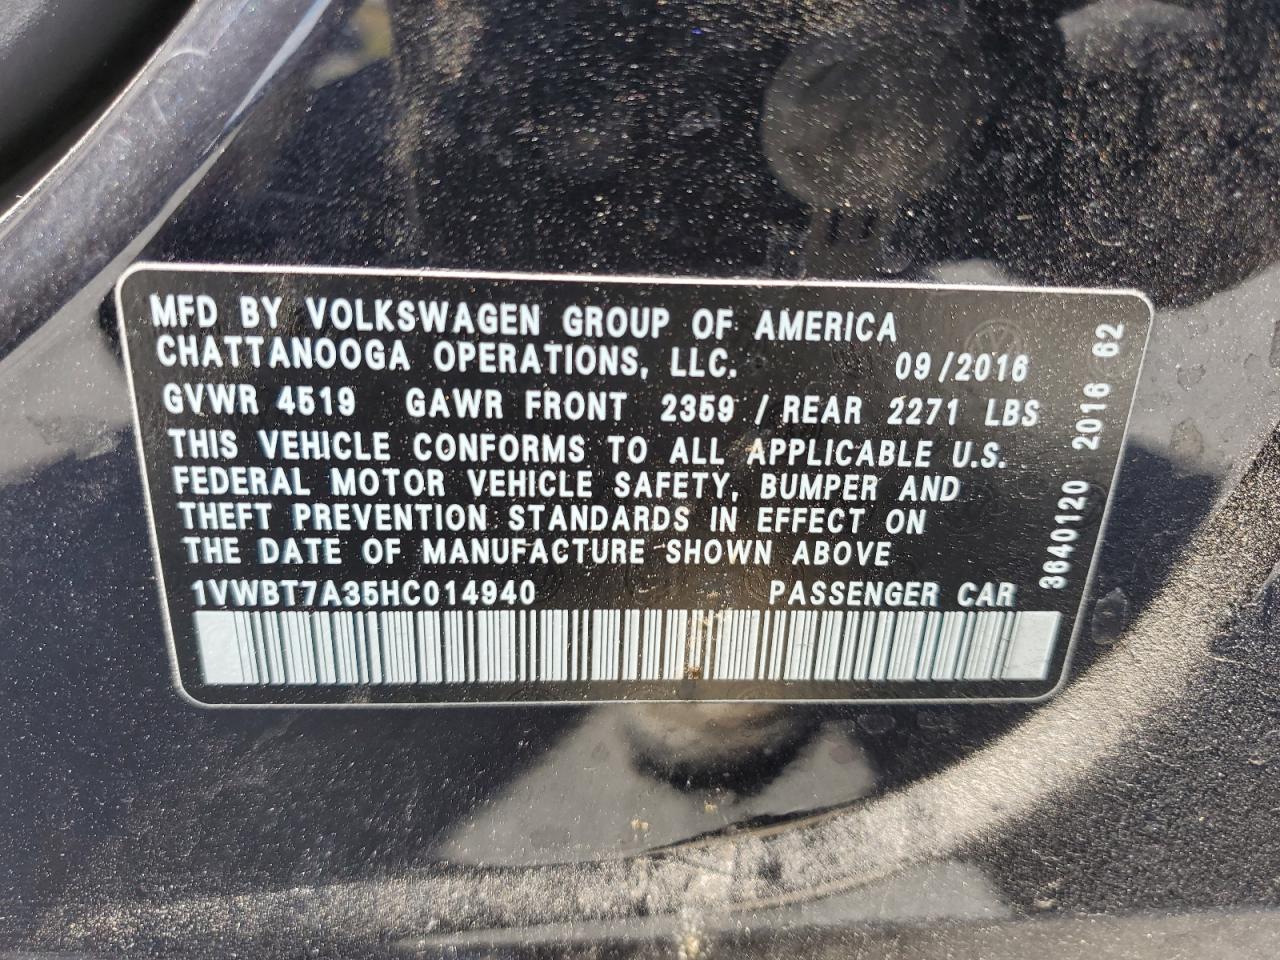 MFD BY VOLKSWAGEN GROUP OF AMERICA
CHATTANOOGA OPERATIONS, LLC. 09/2016
GVWR 4519 GAWR FRONT 2359 / REAR 2271 LBS
THIS VEHICLE CONFORMS TO ALL APPLICABLE U.S.
FEDERAL MOTOR VEHICLE SAFETY, BUMPER AND
THEFT PREVENTION STANDARDS IN EFFECT ON
THE DATE OF MANUFACTURE SHOWN ABOVE
1VWBT7A35HC014940 PASSENGER CAR
3640120 2016 62